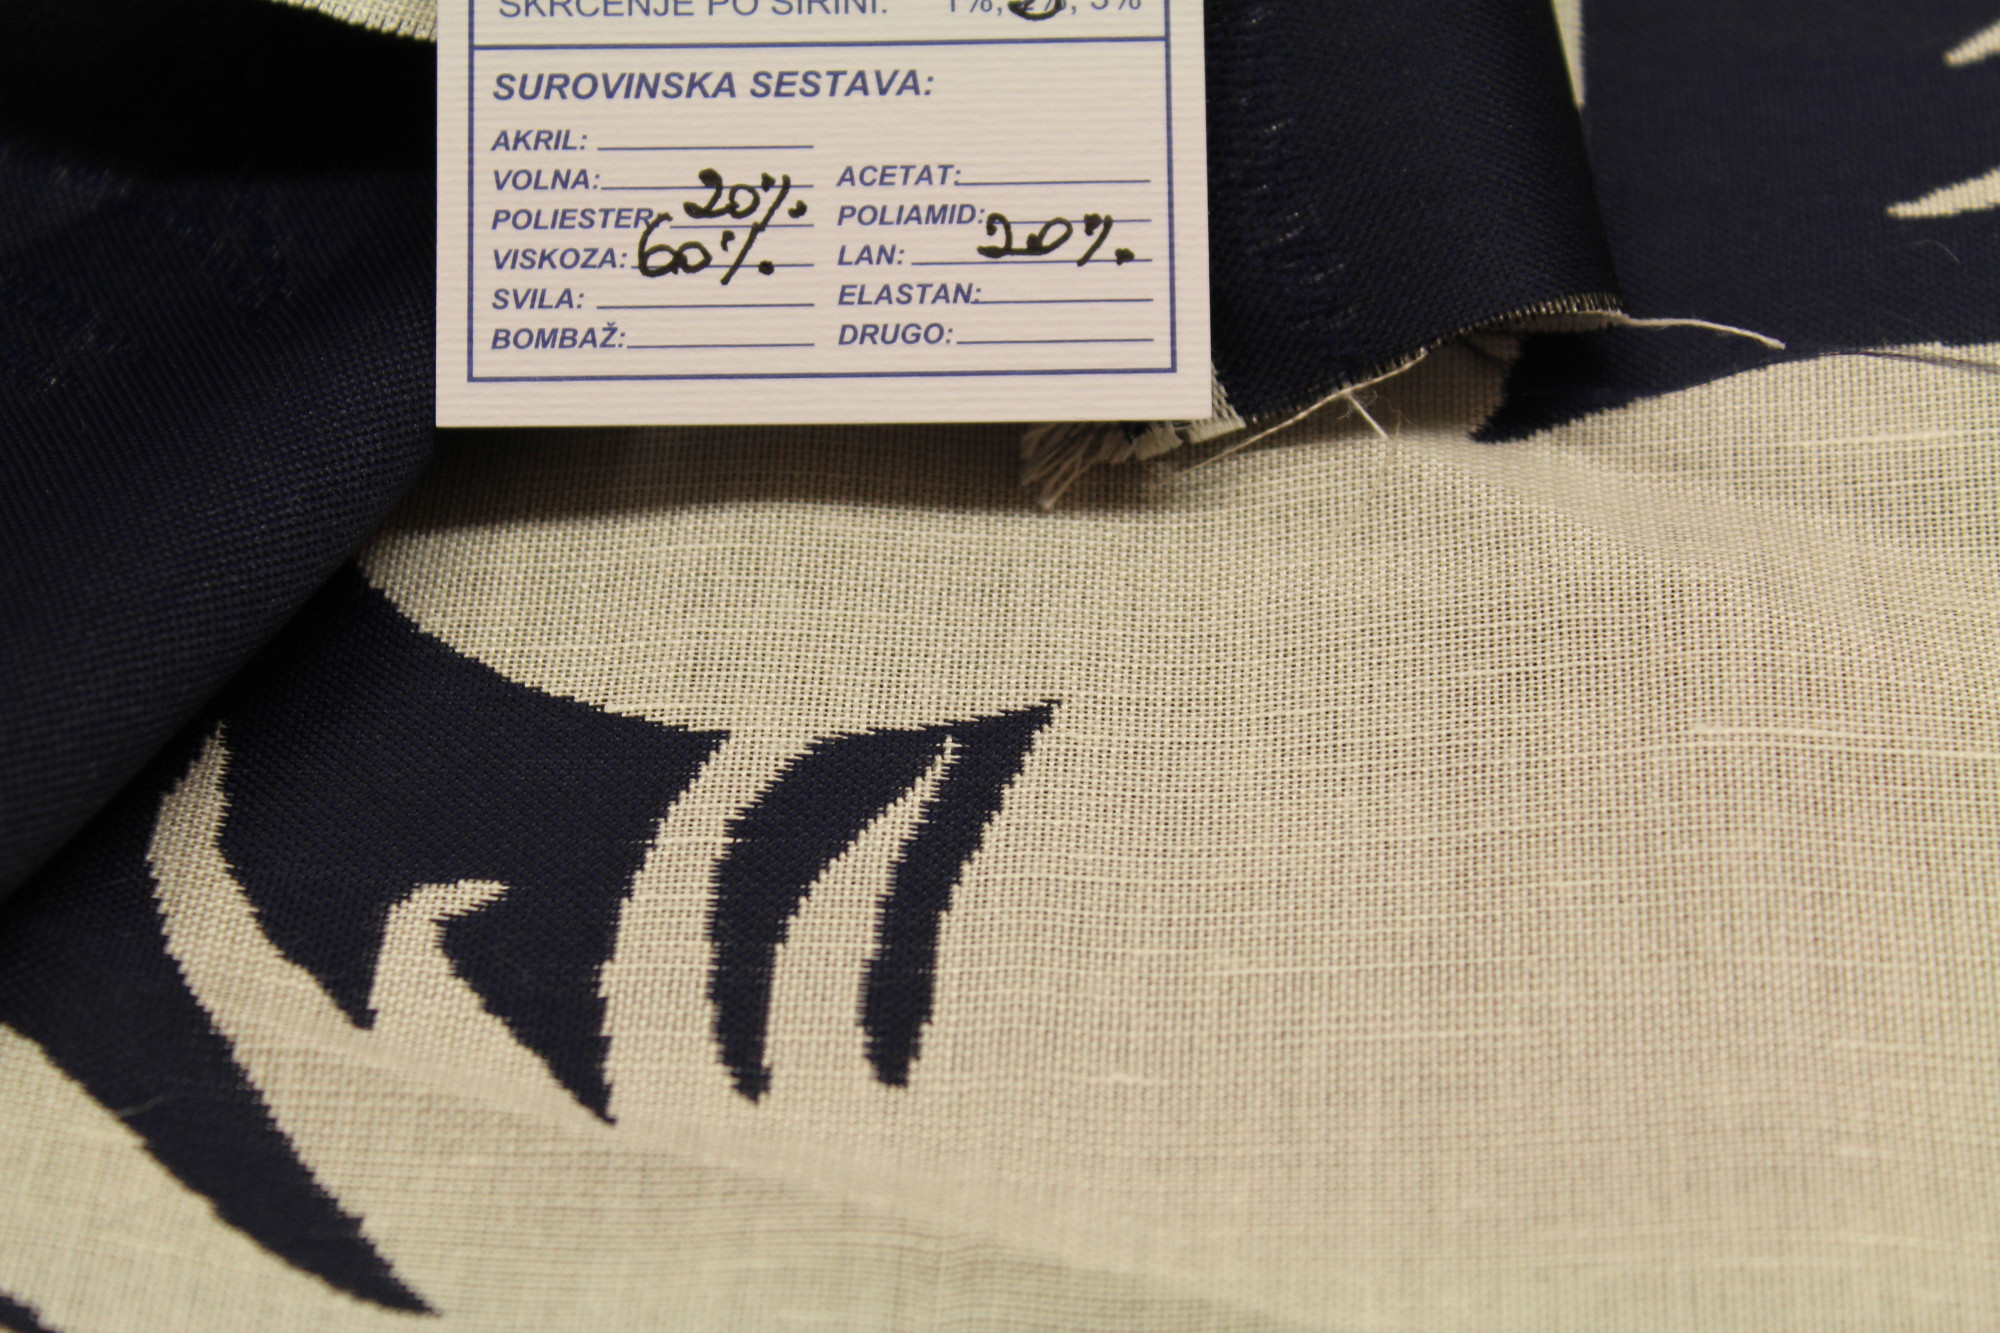 SKRČENJE PO ŠIRINI: 1%, 2%, 3%
SUROVINSKA SESTAVA:
AKRIL:
VOLNA:
ACETAT:
POLIESTER: 20%
POLIAMID:
VISKOZA: 60%
LAN: 20%
SVILA:
ELASTAN:
BOMBAŽ:
DRUGO: